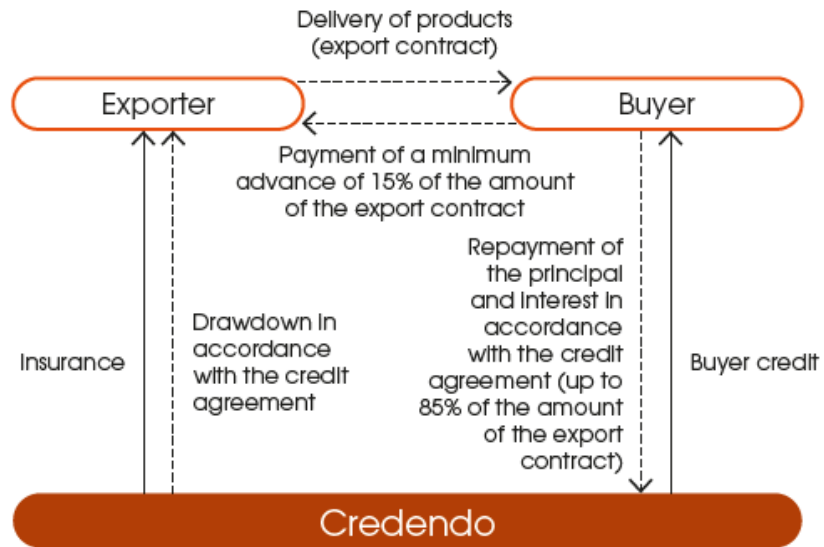 Delivery of products
(export contract)
Exporter
Buyer
Payment of a minimum
advance of 15% of the amount
of the export contract
Insurance
Drawdown in
accordance
with the credit
agreement
Repayment of
the principal
and interest in
accordance
with the credit
agreement (up to
85% of the amount
of the export
contract)
Buyer credit
Credendo